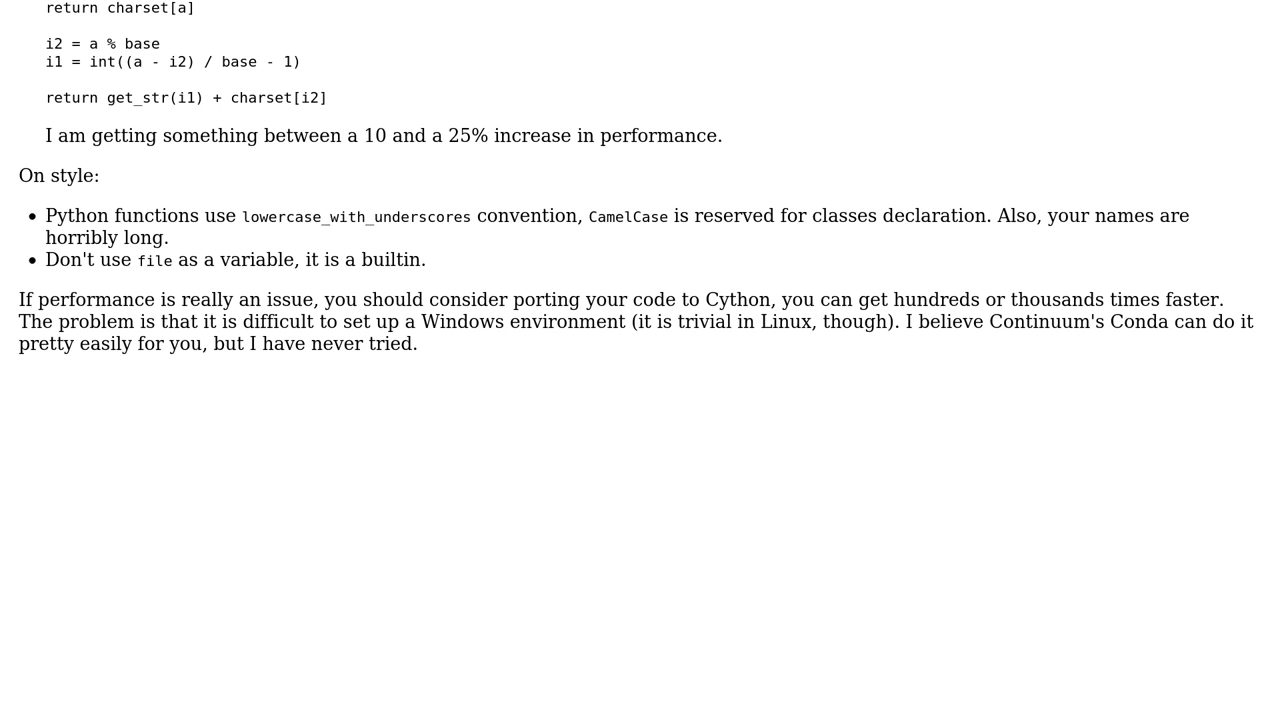 return charset[a]
i2 = a % base
i1 = int((a - i2) / base - 1)
return get_str(i1) + charset[i2]
I am getting something between a 10 and a 25% increase in performance.
On style:
• Python functions use lowercase_with_underscores convention, CamelCase is reserved for classes declaration. Also, your names are
horribly long.
• Don't use file as a variable, it is a builtin.
If performance is really an issue, you should consider porting your code to Cython, you can get hundreds or thousands times faster.
The problem is that it is difficult to set up a Windows environment (it is trivial in Linux, though). I believe Continuum's Conda can do it
pretty easily for you, but I have never tried.